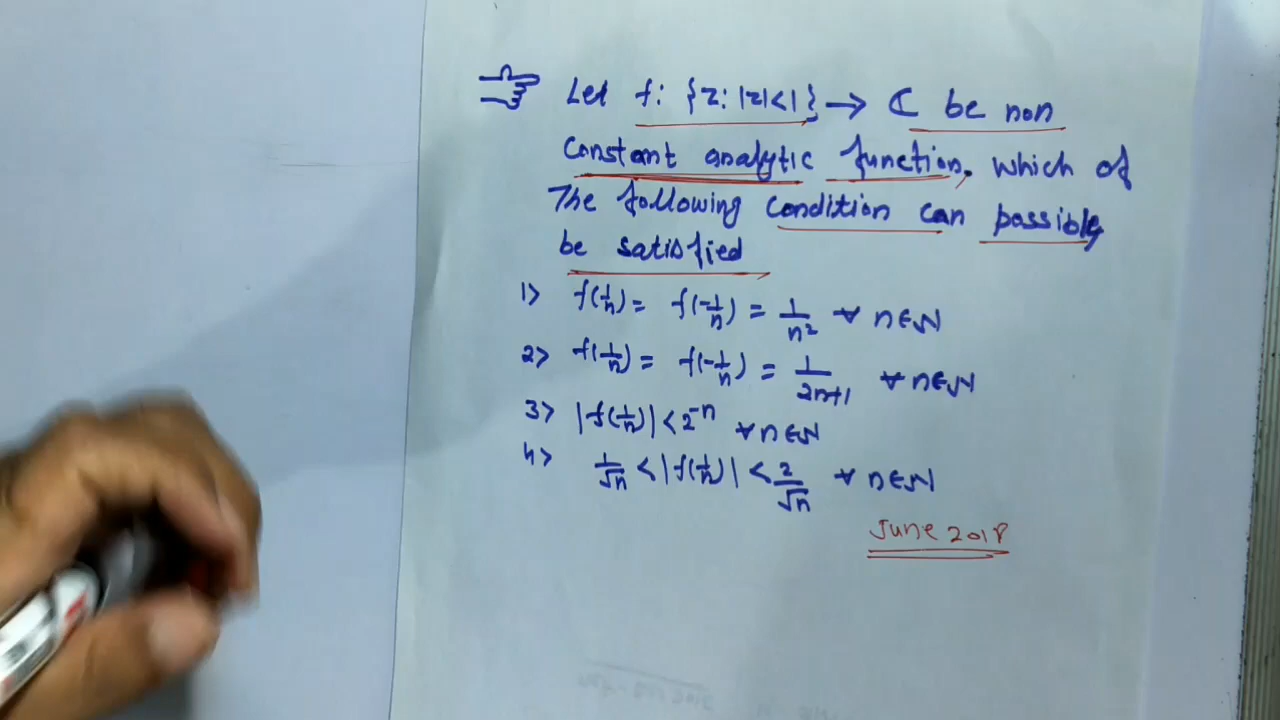 Let f: {z: |z|<1} → ℂ be non
constant analytic function. which of
The following condition can possible
be satisfied
1> f(1/n) = f(-1/n) = 1/n² ∀ n∈N
2> f(1/n) = f(-1/n) = 1/2n+1 ∀ n∈N
3> |f(1/n)| < 2⁻ⁿ ∀ n∈N
4> 1/√n < |f(1/n)| < 2/√n ∀ n∈N
June 2018